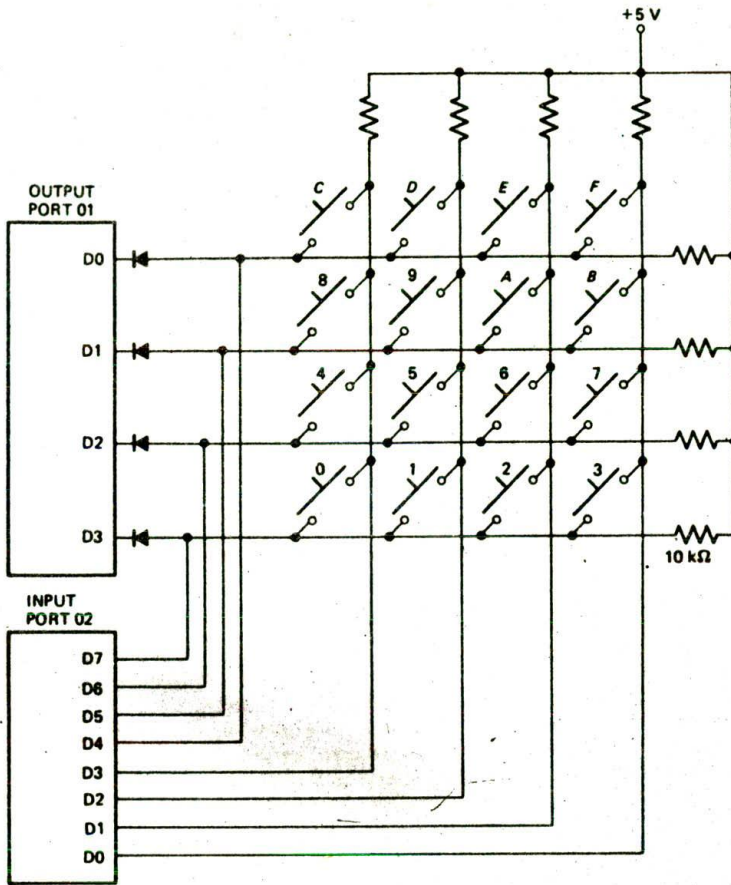 +5 V
OUTPUT
PORT 01
C D E F
D0
8 9 A B
D1
4 5 6 7
D2
0 1 2 3
D3
10 kΩ
INPUT
PORT 02
D7
D6
D5
D4
D3
D2
D1
D0